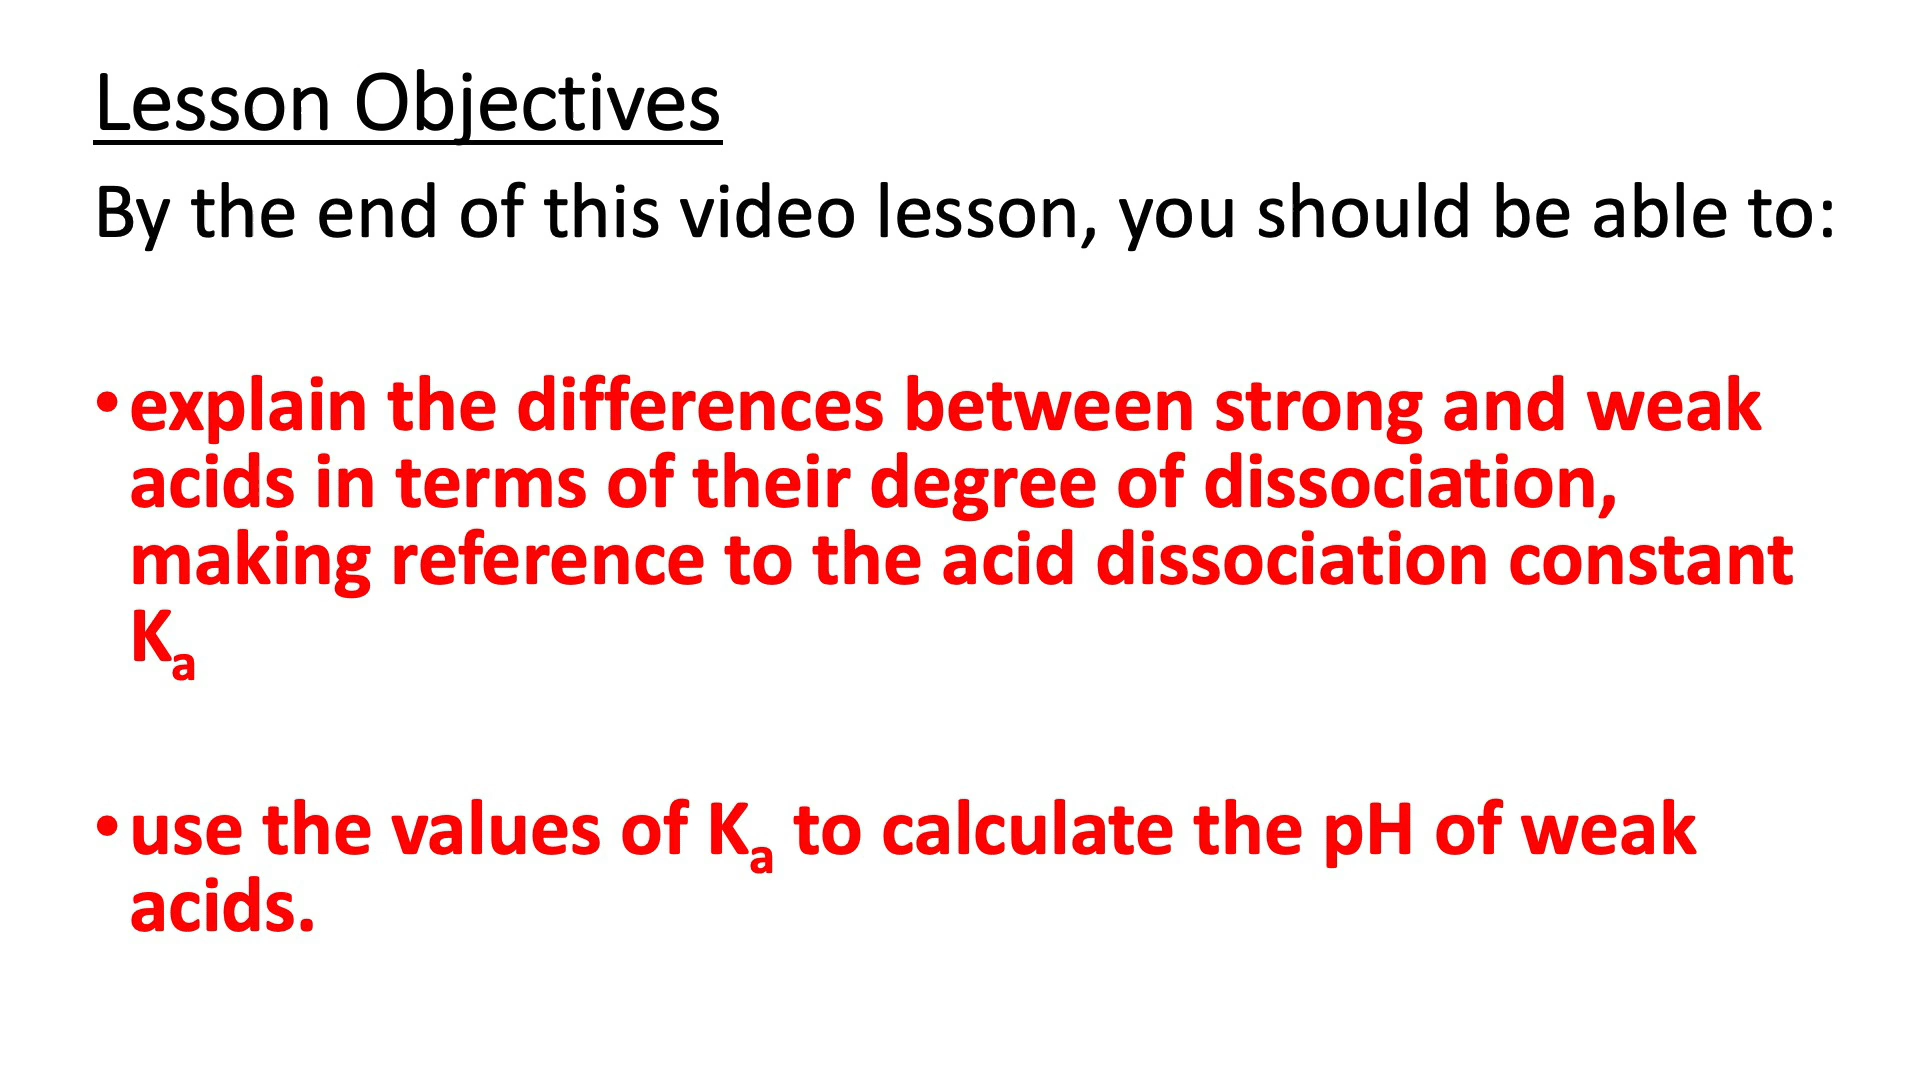 Lesson Objectives
By the end of this video lesson, you should be able to:
•explain the differences between strong and weak
acids in terms of their degree of dissociation,
making reference to the acid dissociation constant
Kₐ
•use the values of Kₐ to calculate the pH of weak
acids.